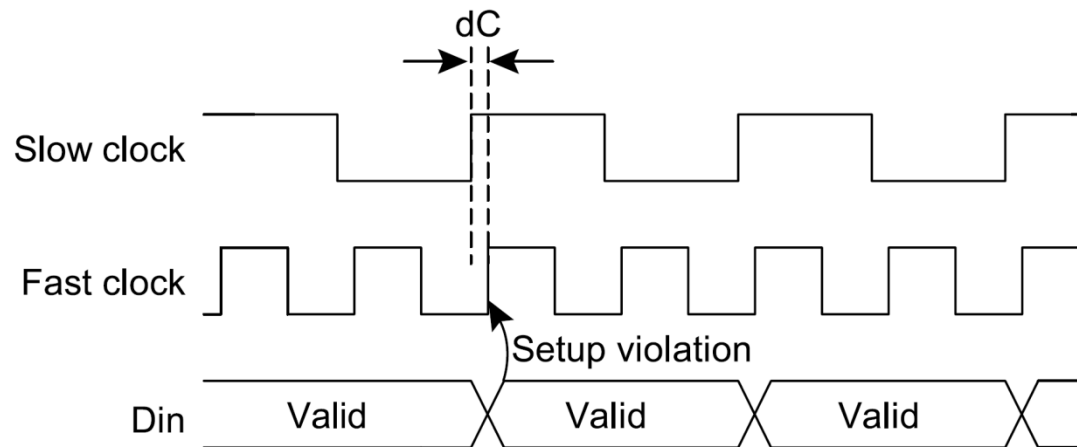 dC
Slow clock
Fast clock
Setup violation
Din Valid Valid Valid